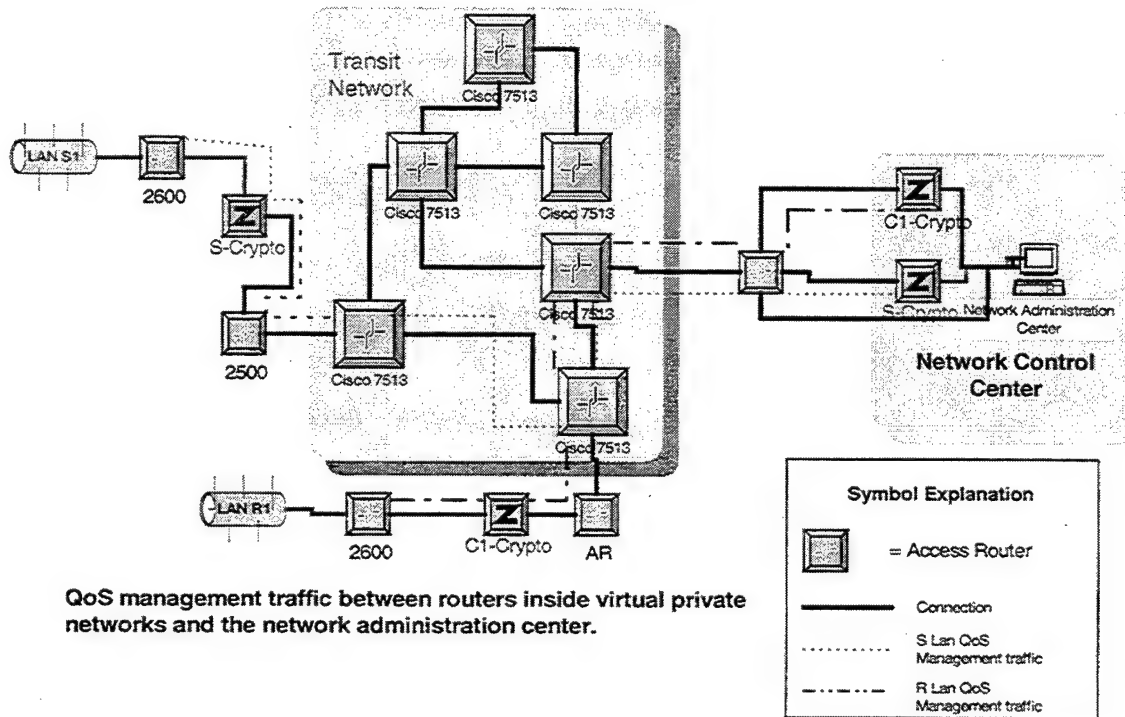 Transit
Network
Cisco 7513
LAN S1
2600
Cisco 7513
Cisco 7513
S-Crypto
C1-Crypto
2500
Cisco 7513
Cisco 7513
S-Crypto
Network Administration
Center
Network Control
Center
Cisco 7513
LAN R1
2600
C1-Crypto
AR
QoS management traffic between routers inside virtual private
networks and the network administration center.
Symbol Explanation
= Access Router
Connection
S Lan QoS
Management traffic
R Lan QoS
Management traffic